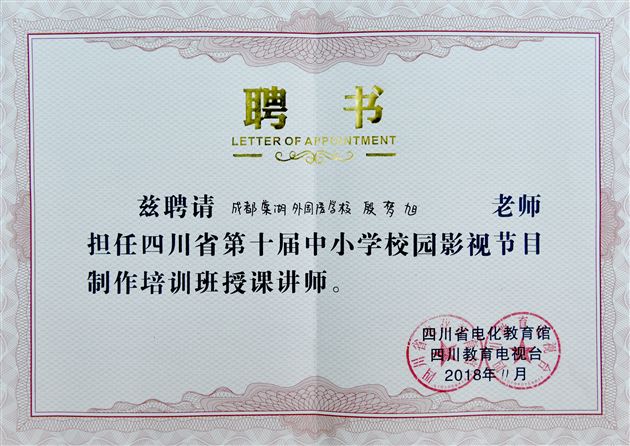 聘书
LETTER OF APPOINTMENT
兹聘请 成都棠湖外国语学校 殷梦旭 老师
担任四川省第十届中小学校园影视节目
制作培训班授课讲师。
四川省电化教育馆
四川教育电视台
2018年11月